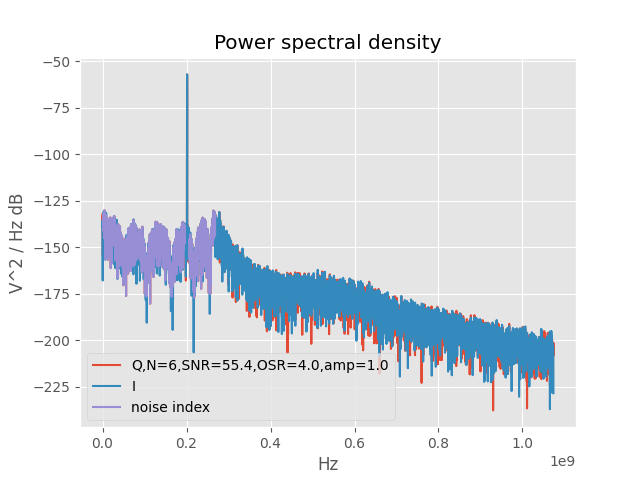 Power spectral density
V^2 / Hz dB
−50
−75
−100
−125
−150
−175
−200
−225
Q,N=6,SNR=55.4,OSR=4.0,amp=1.0
I
noise index
0.0 0.2 0.4 0.6 0.8 1.0
1e9
Hz